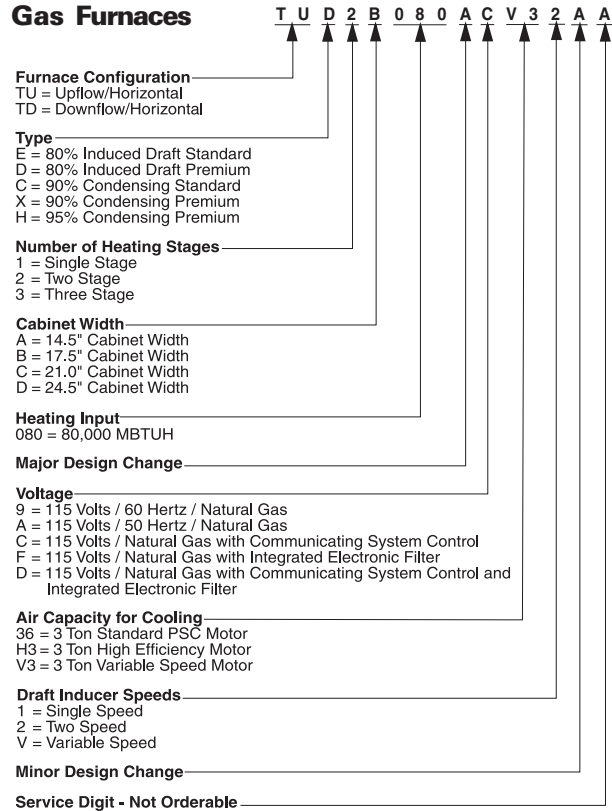 Gas Furnaces
T U D 2 B 0 8 0 A C V 3 2 A A
Furnace Configuration
TU = Upflow/Horizontal
TD = Downflow/Horizontal
Type
E = 80% Induced Draft Standard
D = 80% Induced Draft Premium
C = 90% Condensing Standard
X = 90% Condensing Premium
H = 95% Condensing Premium
Number of Heating Stages
1 = Single Stage
2 = Two Stage
3 = Three Stage
Cabinet Width
A = 14.5" Cabinet Width
B = 17.5" Cabinet Width
C = 21.0" Cabinet Width
D = 24.5" Cabinet Width
Heating Input
080 = 80,000 MBTUH
Major Design Change
Voltage
9 = 115 Volts / 60 Hertz / Natural Gas
A = 115 Volts / 50 Hertz / Natural Gas
C = 115 Volts / Natural Gas with Communicating System Control
F = 115 Volts / Natural Gas with Integrated Electronic Filter
D = 115 Volts / Natural Gas with Communicating System Control and
Integrated Electronic Filter
Air Capacity for Cooling
36 = 3 Ton Standard PSC Motor
H3 = 3 Ton High Efficiency Motor
V3 = 3 Ton Variable Speed Motor
Draft Inducer Speeds
1 = Single Speed
2 = Two Speed
V = Variable Speed
Minor Design Change
Service Digit - Not Orderable